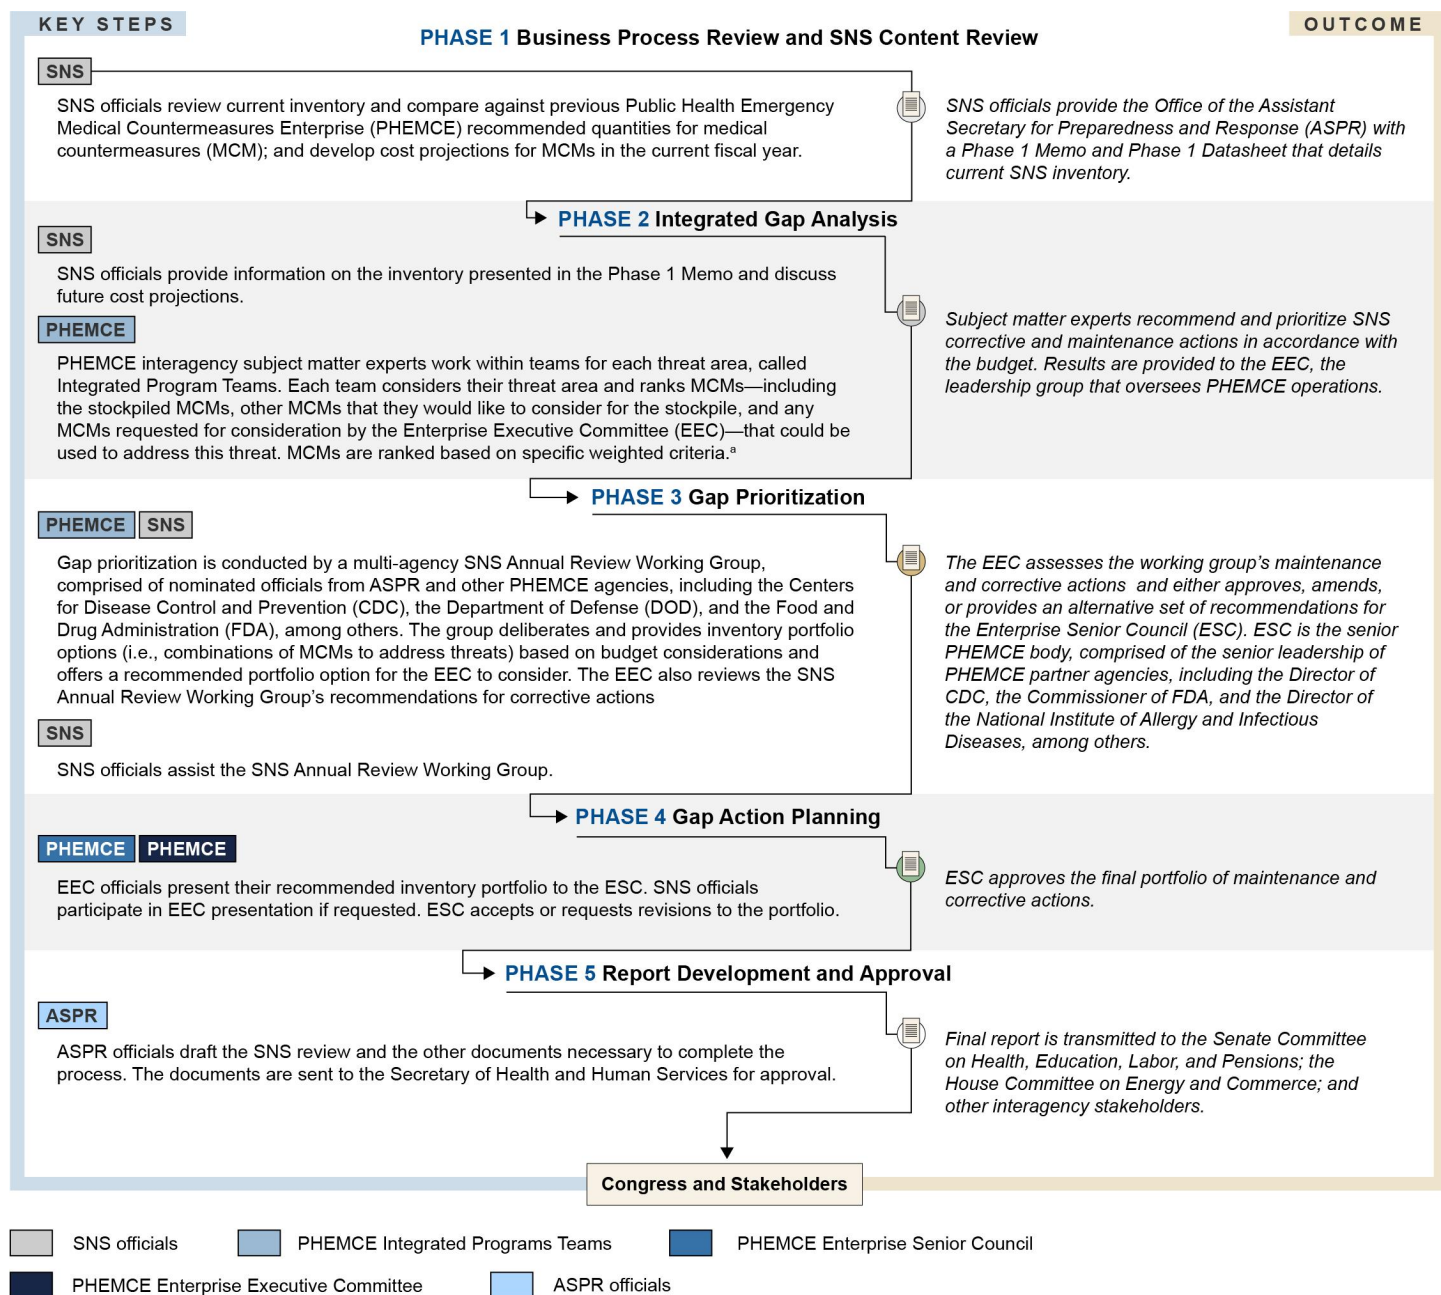 KEY STEPS
OUTCOME
PHASE 1 Business Process Review and SNS Content Review
SNS
SNS officials review current inventory and compare against previous Public Health Emergency
Medical Countermeasures Enterprise (PHEMCE) recommended quantities for medical
countermeasures (MCM); and develop cost projections for MCMs in the current fiscal year.
SNS officials provide the Office of the Assistant
Secretary for Preparedness and Response (ASPR) with
a Phase 1 Memo and Phase 1 Datasheet that details
current SNS inventory.
PHASE 2 Integrated Gap Analysis
SNS
SNS officials provide information on the inventory presented in the Phase 1 Memo and discuss
future cost projections.
PHEMCE
PHEMCE interagency subject matter experts work within teams for each threat area, called
Integrated Program Teams. Each team considers their threat area and ranks MCMs—including
the stockpiled MCMs, other MCMs that they would like to consider for the stockpile, and any
MCMs requested for consideration by the Enterprise Executive Committee (EEC)—that could be
used to address this threat. MCMs are ranked based on specific weighted criteria.ᵃ
Subject matter experts recommend and prioritize SNS
corrective and maintenance actions in accordance with
the budget. Results are provided to the EEC, the
leadership group that oversees PHEMCE operations.
PHASE 3 Gap Prioritization
PHEMCE SNS
Gap prioritization is conducted by a multi-agency SNS Annual Review Working Group,
comprised of nominated officials from ASPR and other PHEMCE agencies, including the Centers
for Disease Control and Prevention (CDC), the Department of Defense (DOD), and the Food and
Drug Administration (FDA), among others. The group deliberates and provides inventory portfolio
options (i.e., combinations of MCMs to address threats) based on budget considerations and
offers a recommended portfolio option for the EEC to consider. The EEC also reviews the SNS
Annual Review Working Group's recommendations for corrective actions
SNS
SNS officials assist the SNS Annual Review Working Group.
The EEC assesses the working group's maintenance
and corrective actions and either approves, amends,
or provides an alternative set of recommendations for
the Enterprise Senior Council (ESC). ESC is the senior
PHEMCE body, comprised of the senior leadership of
PHEMCE partner agencies, including the Director of
CDC, the Commissioner of FDA, and the Director of
the National Institute of Allergy and Infectious
Diseases, among others.
PHASE 4 Gap Action Planning
PHEMCE PHEMCE
EEC officials present their recommended inventory portfolio to the ESC. SNS officials
participate in EEC presentation if requested. ESC accepts or requests revisions to the portfolio.
ESC approves the final portfolio of maintenance and
corrective actions.
PHASE 5 Report Development and Approval
ASPR
ASPR officials draft the SNS review and the other documents necessary to complete the
process. The documents are sent to the Secretary of Health and Human Services for approval.
Final report is transmitted to the Senate Committee
on Health, Education, Labor, and Pensions; the
House Committee on Energy and Commerce; and
other interagency stakeholders.
Congress and Stakeholders
SNS officials
PHEMCE Integrated Programs Teams
PHEMCE Enterprise Senior Council
PHEMCE Enterprise Executive Committee
ASPR officials